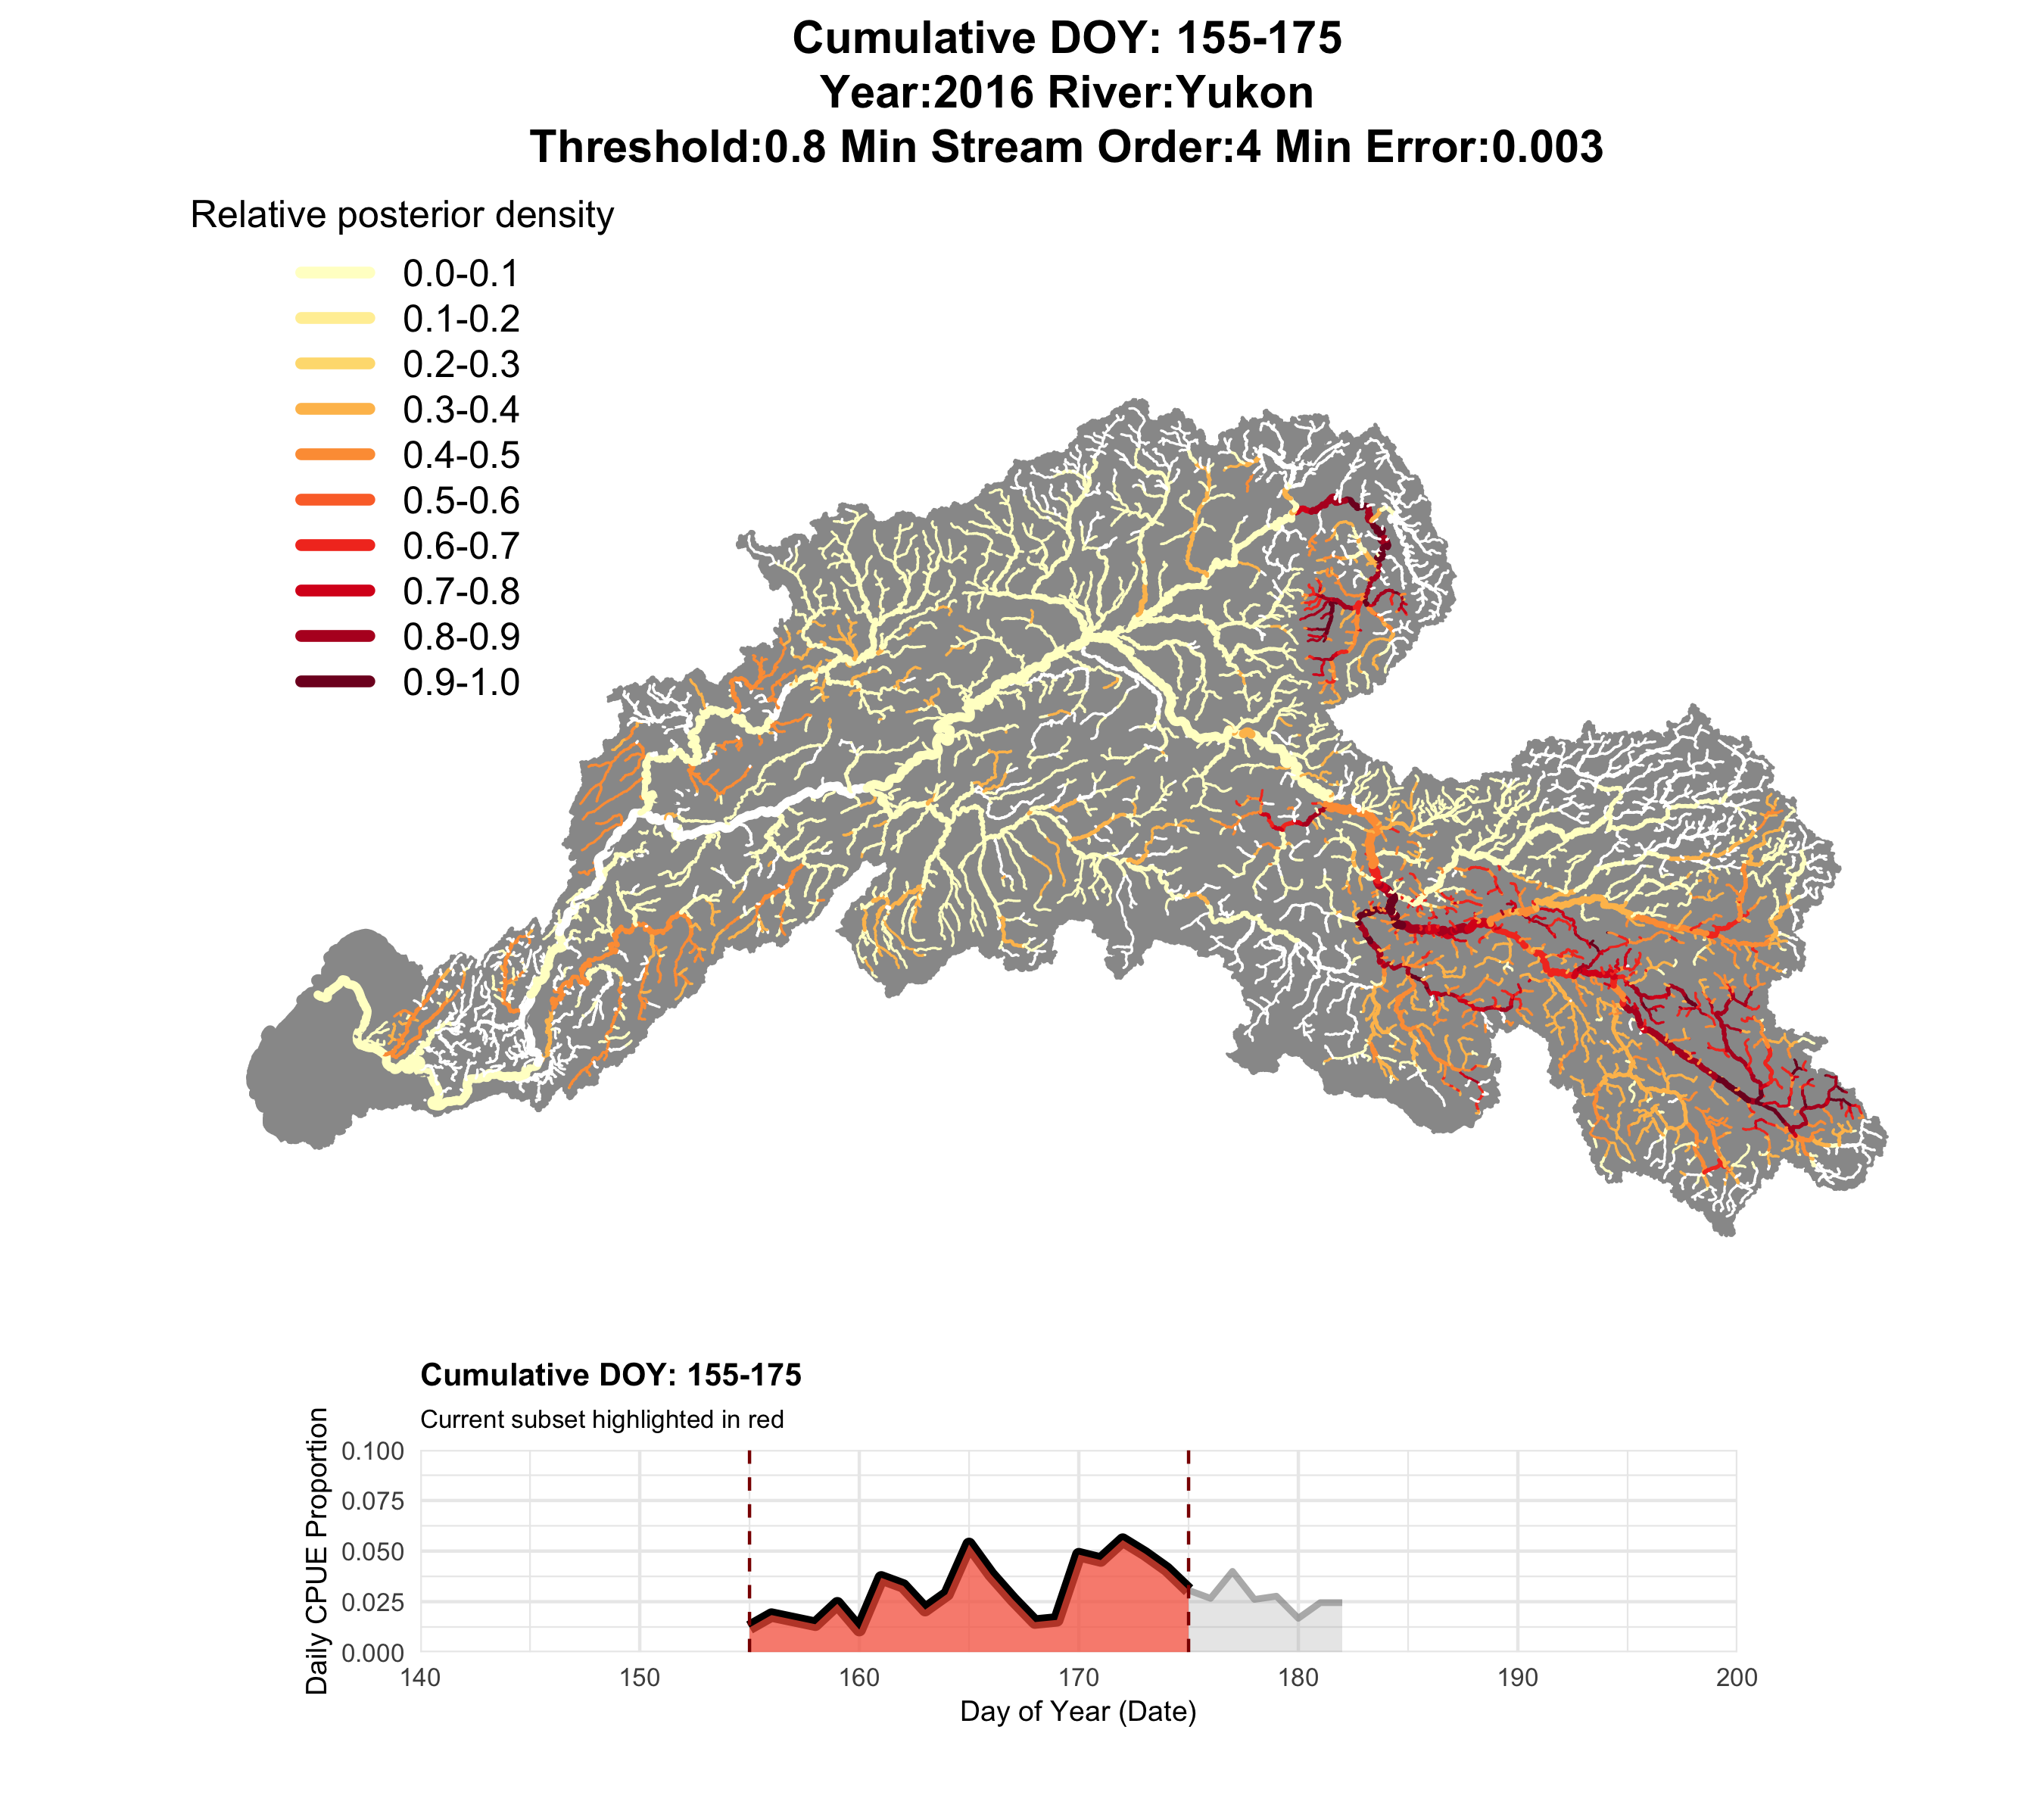 Cumulative DOY: 155-175
Year:2016 River:Yukon
Threshold:0.8 Min Stream Order:4 Min Error:0.003
Relative posterior density
0.0-0.1
0.1-0.2
0.2-0.3
0.3-0.4
0.4-0.5
0.5-0.6
0.6-0.7
0.7-0.8
0.8-0.9
0.9-1.0
Cumulative DOY: 155-175
Current subset highlighted in red
Daily CPUE Proportion
0.100
0.075
0.050
0.025
0.000
140 150 160 170 180 190 200
Day of Year (Date)